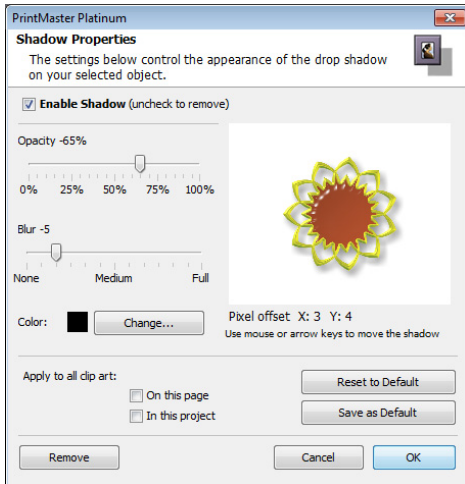 PrintMaster Platinum
Shadow Properties
The settings below control the appearance of the drop shadow
on your selected object.
Enable Shadow (uncheck to remove)
Opacity -65%
0% 25% 50% 75% 100%
Blur -5
None Medium Full
Color: Change...
Pixel offset X: 3 Y: 4
Use mouse or arrow keys to move the shadow
Apply to all clip art:
On this page
In this project
Reset to Default
Save as Default
Remove Cancel OK